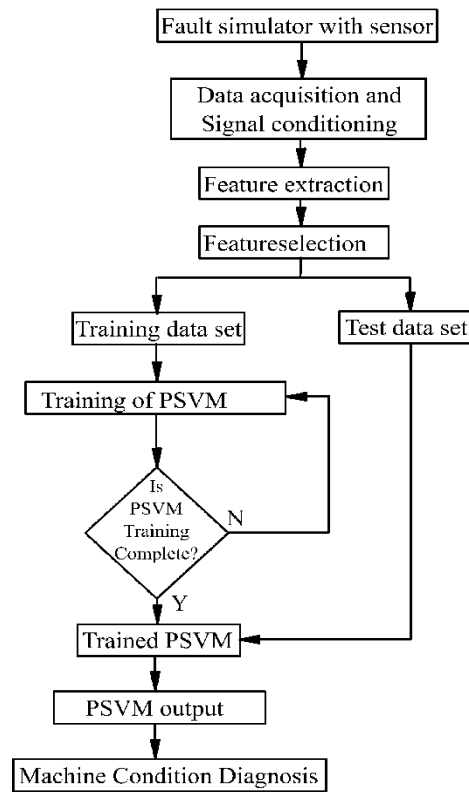 Fault simulator with sensor
Data acquisition and
Signal conditioning
Feature extraction
Featureselection
Training data set
Test data set
Training of PSVM
Is
PSVM
Training
Complete?
N
Y
Trained PSVM
PSVM output
Machine Condition Diagnosis